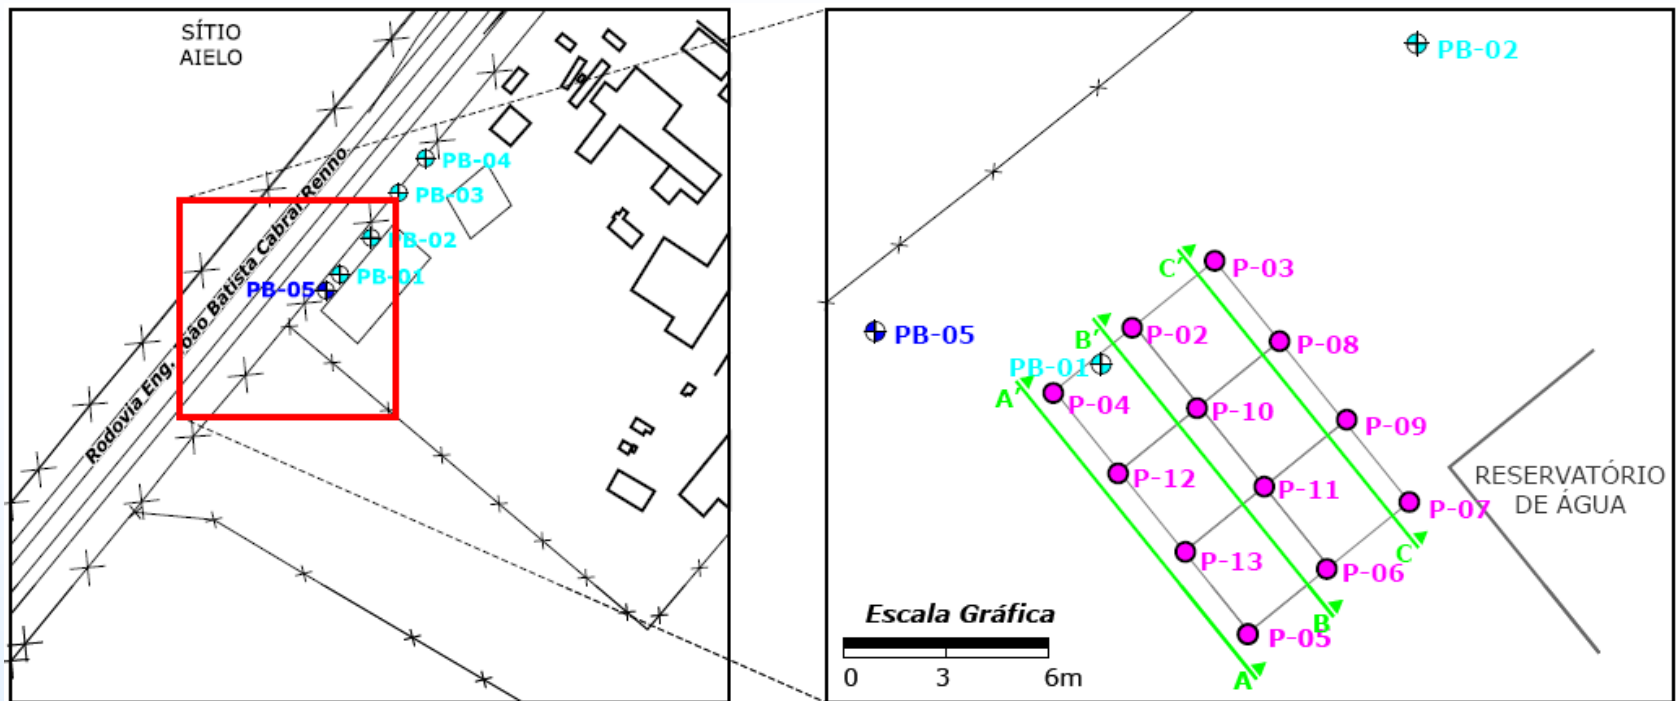 SÍTIO
AIELO
Rodovia Eng. João Batista Cabral Renno
PB-04
PB-03
PB-02
PB-01
PB-05
PB-02
PB-05
PB-01
P-03
P-02
P-08
P-04
P-10
P-09
P-12
P-11
P-07
P-13
P-06
P-05
C'
B'
A'
C
B
A
RESERVATÓRIO
DE ÁGUA
Escala Gráfica
0 3 6m